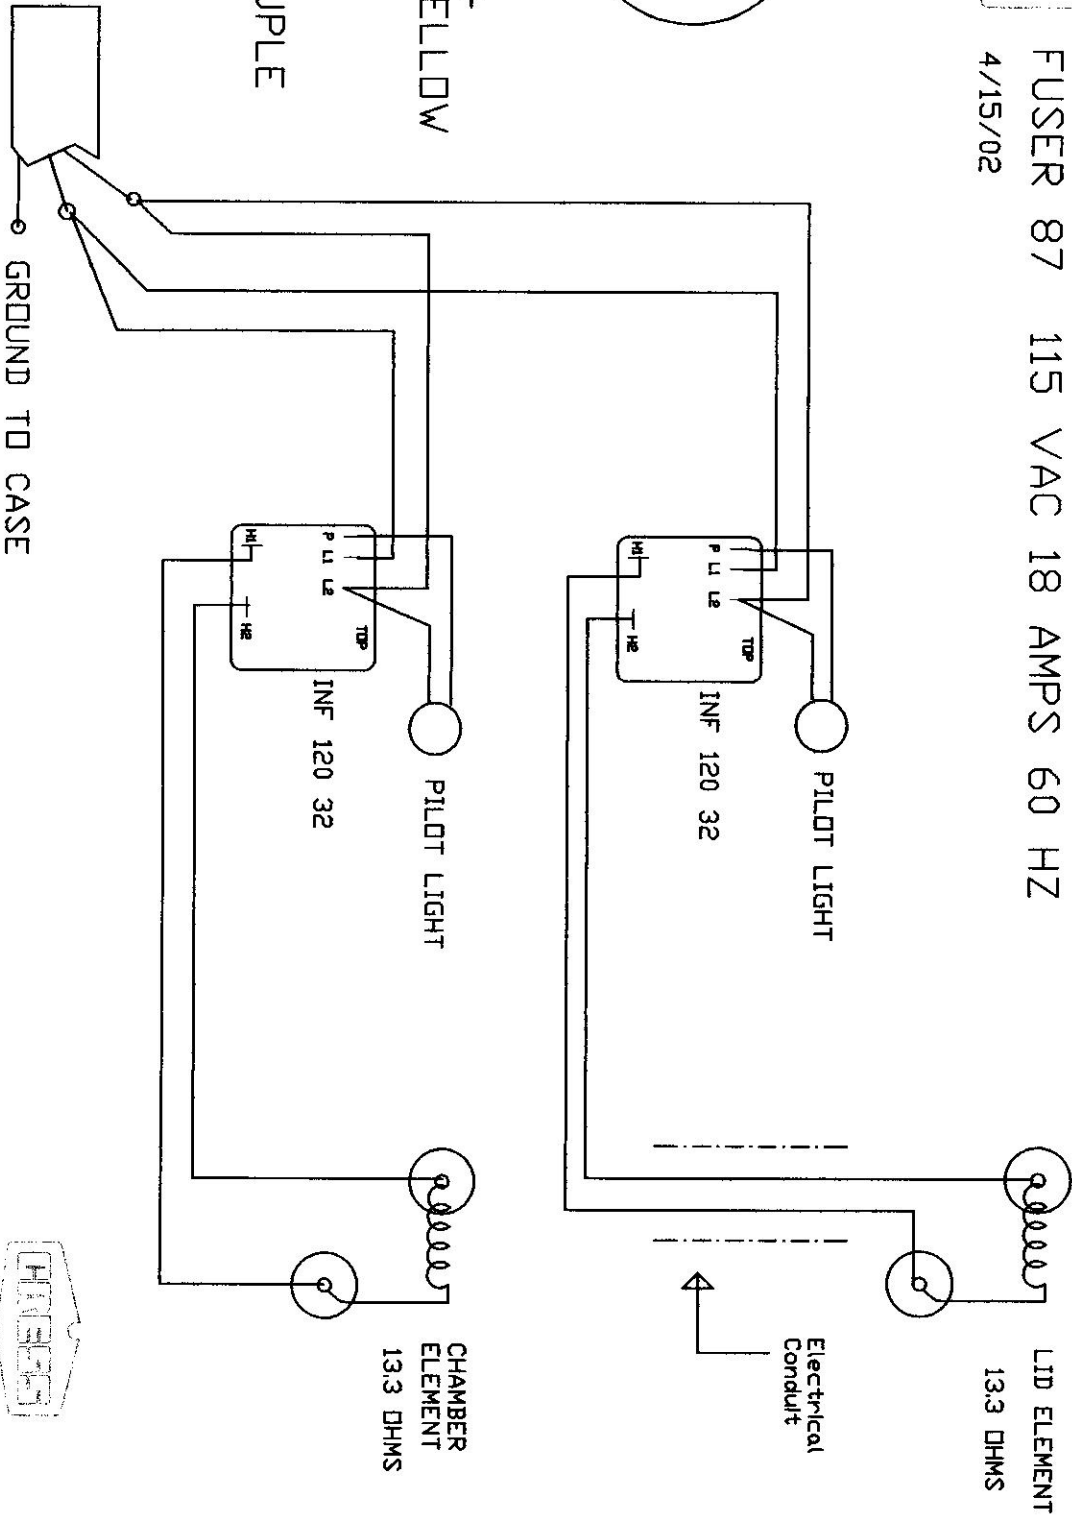 FUSER 87 115 VAC 18 AMPS 60 HZ
4/15/02
ELLOW
UPLE
PILOT LIGHT
P
L1
L2
TOP
H1
H2
INF 120 32
LID ELEMENT
13.3 OHMS
Electrical
Conduit
PILOT LIGHT
P
L1
L2
TOP
H1
H2
INF 120 32
CHAMBER
ELEMENT
13.3 OHMS
GROUND TO CASE
CRESS